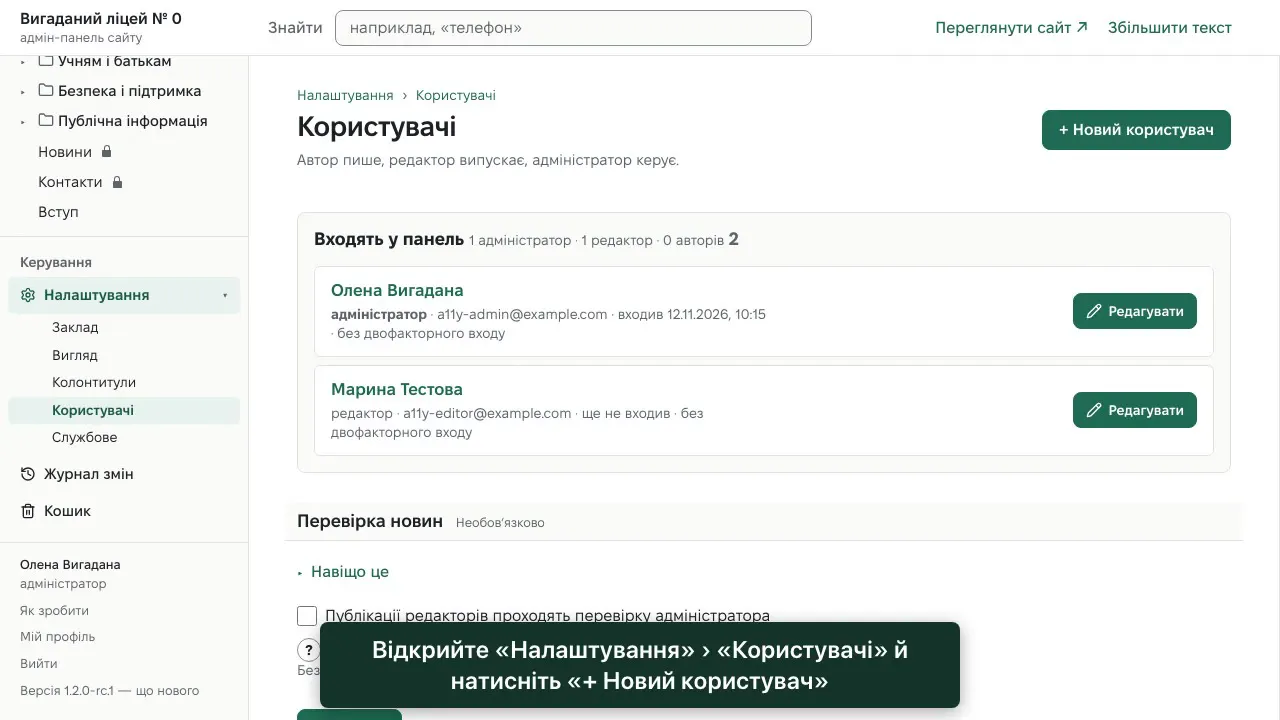 Вигаданий ліцей № 0
адмін-панель сайту
Знайти
наприклад, «телефон»
Переглянути сайт ↗
Збільшити текст
Учням і батькам
Безпека і підтримка
Публічна інформація
Новини
Контакти
Вступ
Керування
Налаштування
Заклад
Вигляд
Колонтитули
Користувачі
Службове
Журнал змін
Кошик
Олена Вигадана
адміністратор
Як зробити
Мій профіль
Вийти
Версія 1.2.0-rc.1 — що нового
Налаштування › Користувачі
Користувачі
Автор пише, редактор випускає, адміністратор керує.
+ Новий користувач
Входять у панель 1 адміністратор · 1 редактор · 0 авторів 2
Олена Вигадана
адміністратор · a11y-admin@example.com · входив 12.11.2026, 10:15
· без двофакторного входу
Редагувати
Марина Тестова
редактор · a11y-editor@example.com · ще не входив · без
двофакторного входу
Редагувати
Перевірка новин Необов'язково
Навіщо це
Публікації редакторів проходять перевірку адміністратора
?
Без
Відкрийте «Налаштування» › «Користувачі» й
натисніть «+ Новий користувач»